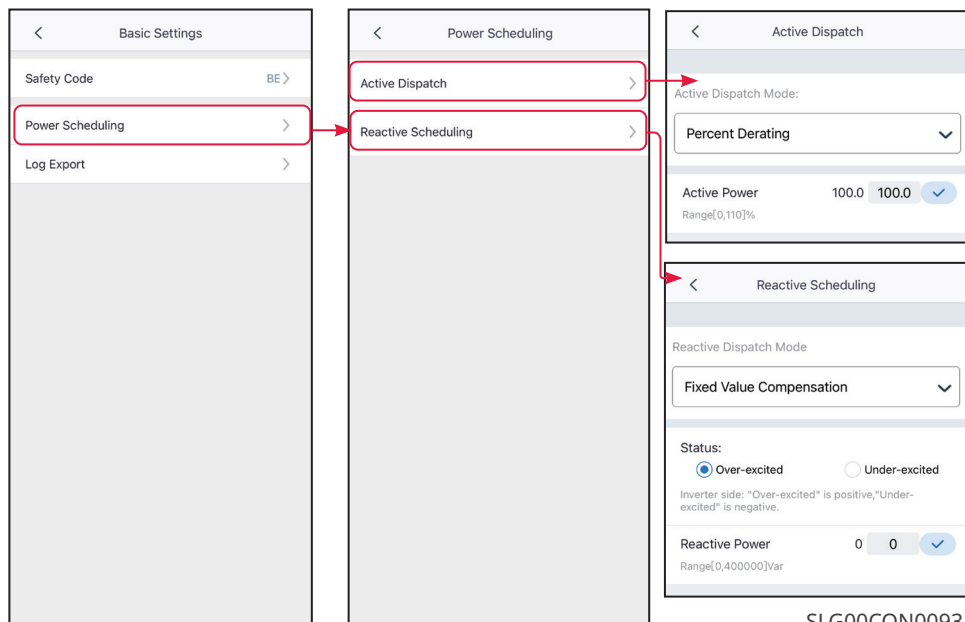 Basic Settings
Safety Code BE
Power Scheduling
Log Export
Power Scheduling
Active Dispatch
Reactive Scheduling
Active Dispatch
Active Dispatch Mode:
Percent Derating
Active Power 100.0 100.0
Range[0,110]%
Reactive Scheduling
Reactive Dispatch Mode
Fixed Value Compensation
Status:
Over-excited Under-excited
Inverter side: "Over-excited" is positive,"Under-
excited" is negative.
Reactive Power 0 0
Range[0,400000]Var
SLG00CON0093